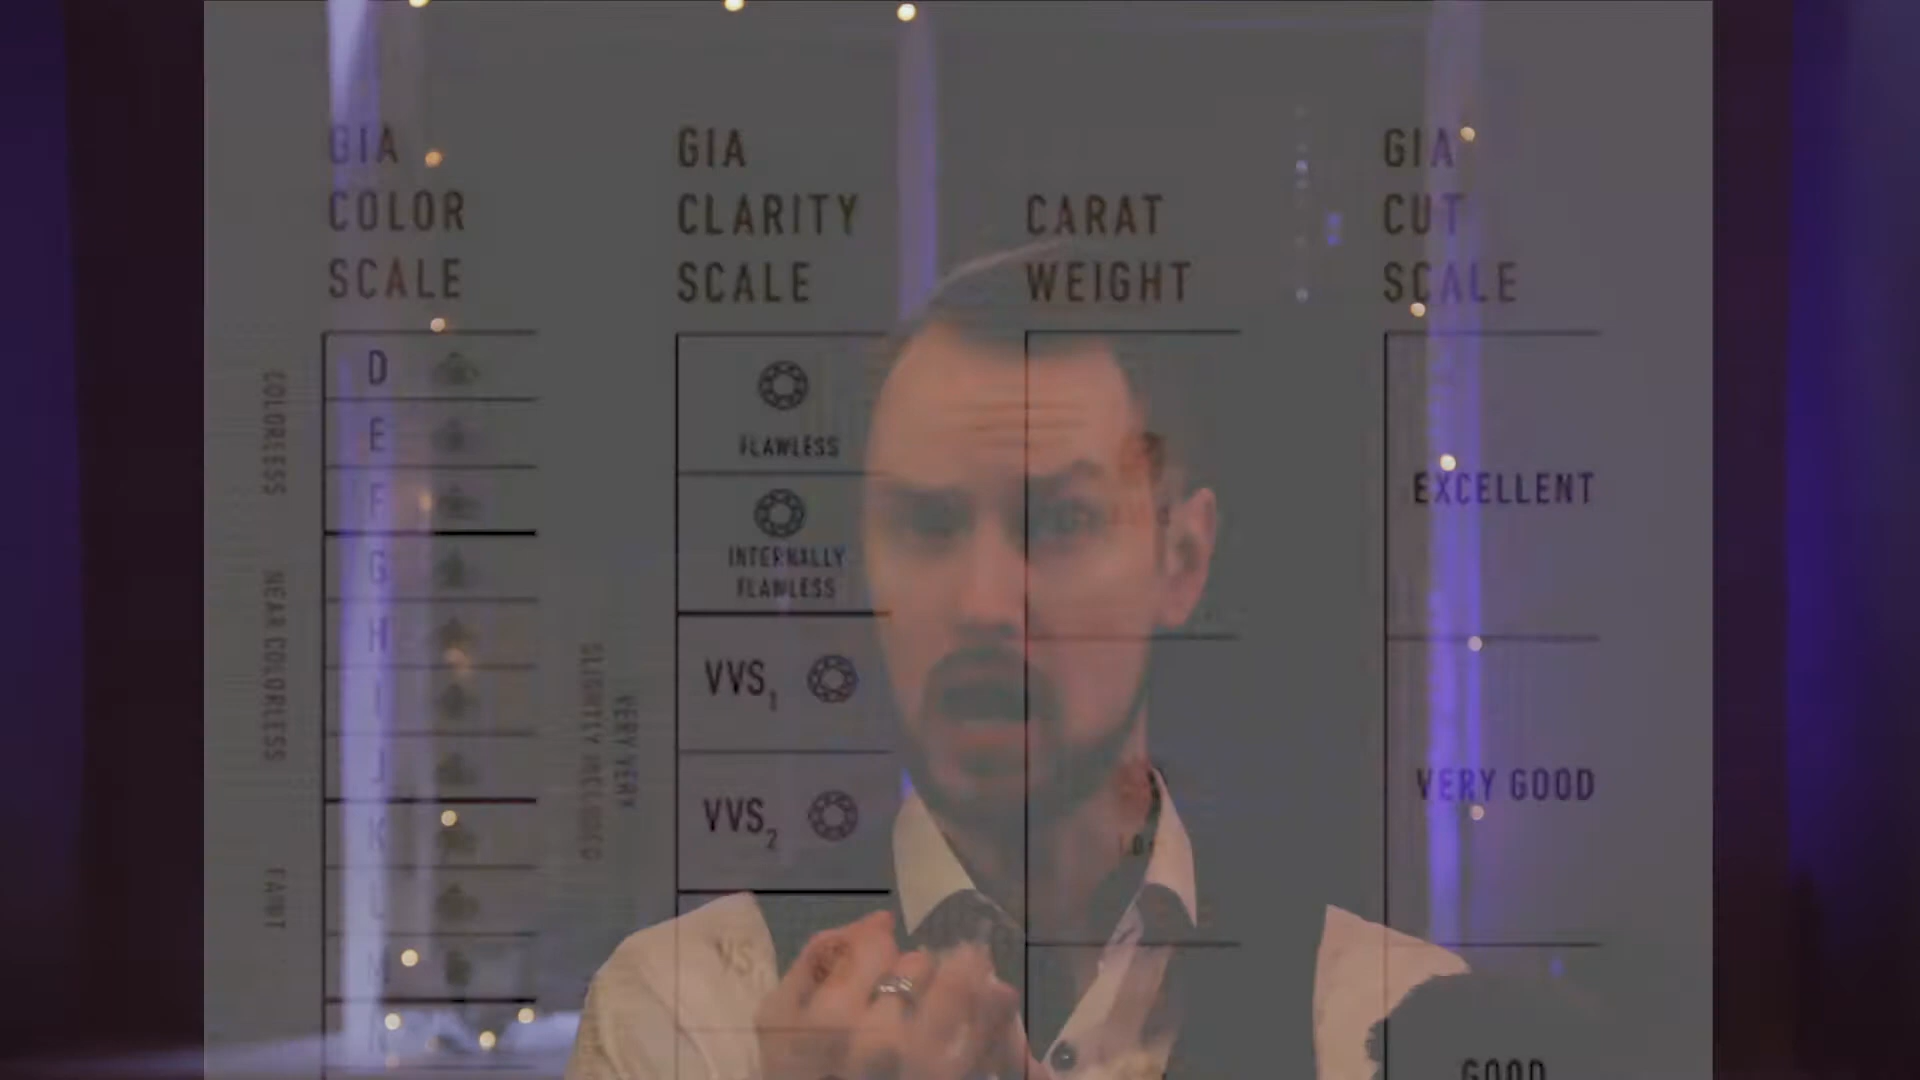 GIA
COLOR
SCALE
GIA
CLARITY
SCALE
CARAT
WEIGHT
GIA
CUT
SCALE
COLORLESS
NEAR COLORLESS
FAINT
D
E
F
G
H
I
J
K
L
M
N
VERY VERY
SLIGHTLY INCLUDED
FLAWLESS
INTERNALLY
FLAWLESS
VVS1
VVS2
VS1
EXCELLENT
VERY GOOD
GOOD